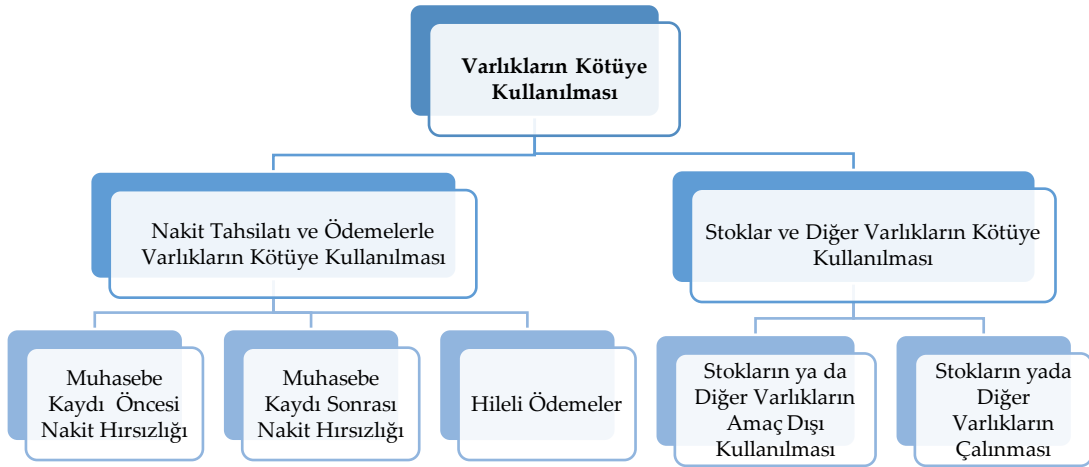 Varlıkların Kötüye
Kullanılması
Nakit Tahsilatı ve Ödemelerle
Varlıkların Kötüye Kullanılması
Stoklar ve Diğer Varlıkların Kötüye
Kullanılması
Muhasebe
Kaydı Öncesi
Nakit Hırsızlığı
Muhasebe
Kaydı Sonrası
Nakit Hırsızlığı
Hileli Ödemeler
Stokların ya da
Diğer Varlıkların
Amaç Dışı
Kullanılması
Stokların yada
Diğer
Varlıkların
Çalınması